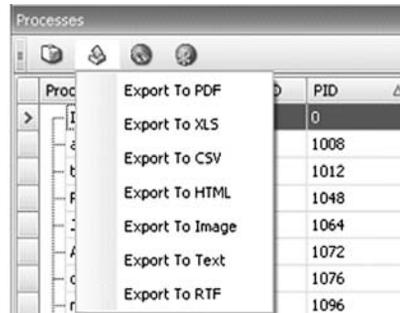 Processes
Proc
PID
Export To PDF
0
Export To XLS
1008
Export To CSV
1012
Export To HTML
1048
Export To Image
1064
Export To Text
1072
1076
Export To RTF
1096